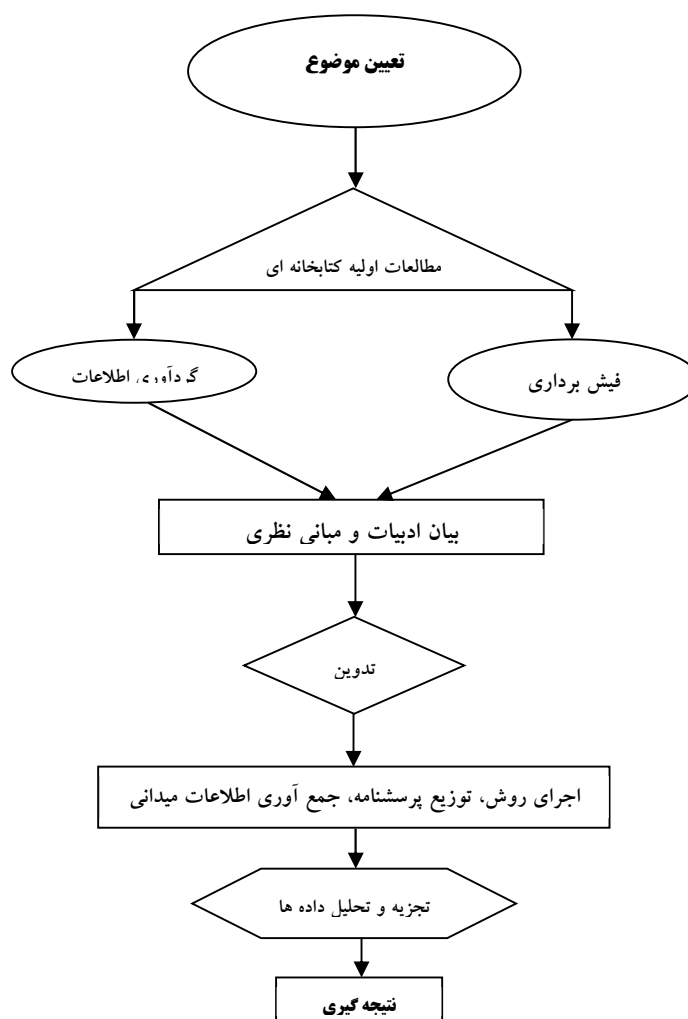 تعیین موضوع
مطالعات اولیه کتابخانه ای
فیش برداری
گردآوری اطلاعات
بیان ادبیات و مبانی نظری
تدوین
اجرای روش، توزیع پرسشنامه، جمع آوری اطلاعات میدانی
تجزیه و تحلیل داده ها
نتیجه گیری